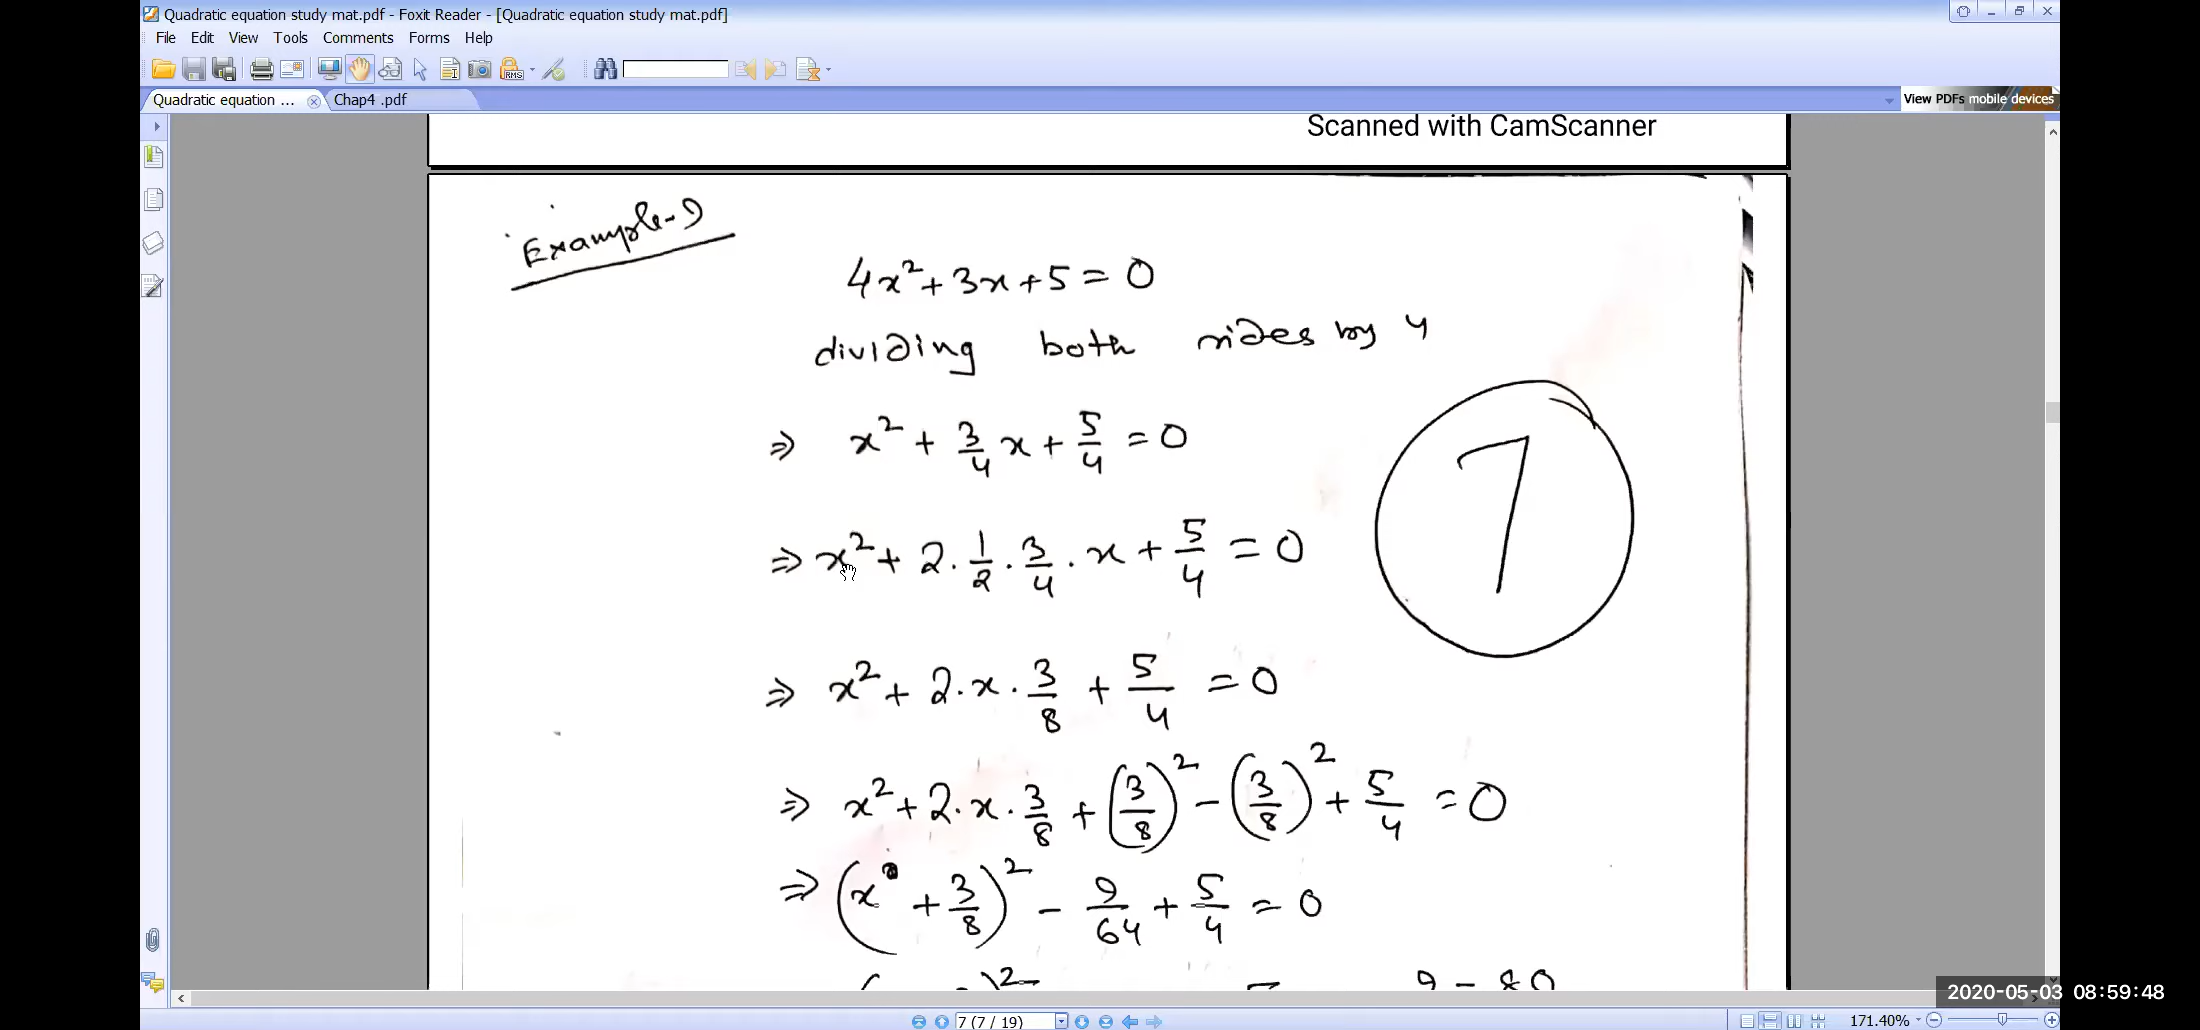 Quadratic equation study mat.pdf - Foxit Reader - [Quadratic equation study mat.pdf]
File Edit View Tools Comments Forms Help
RMS
Quadratic equation ... Chap4 .pdf
View PDFs mobile devices
Scanned with CamScanner
Example-9
4x² + 3x + 5 = 0
dividing both sides by 4
⇒ x² + 3/4 x + 5/4 = 0
⇒ x² + 2 · 1/2 · 3/4 · x + 5/4 = 0
7
⇒ x² + 2 · x · 3/8 + 5/4 = 0
⇒ x² + 2 · x · 3/8 + (3/8)² - (3/8)² + 5/4 = 0
⇒ (x + 3/8)² - 9/64 + 5/4 = 0
9 - 80
2020-05-03 08:59:48
7 (7 / 19)
171.40%